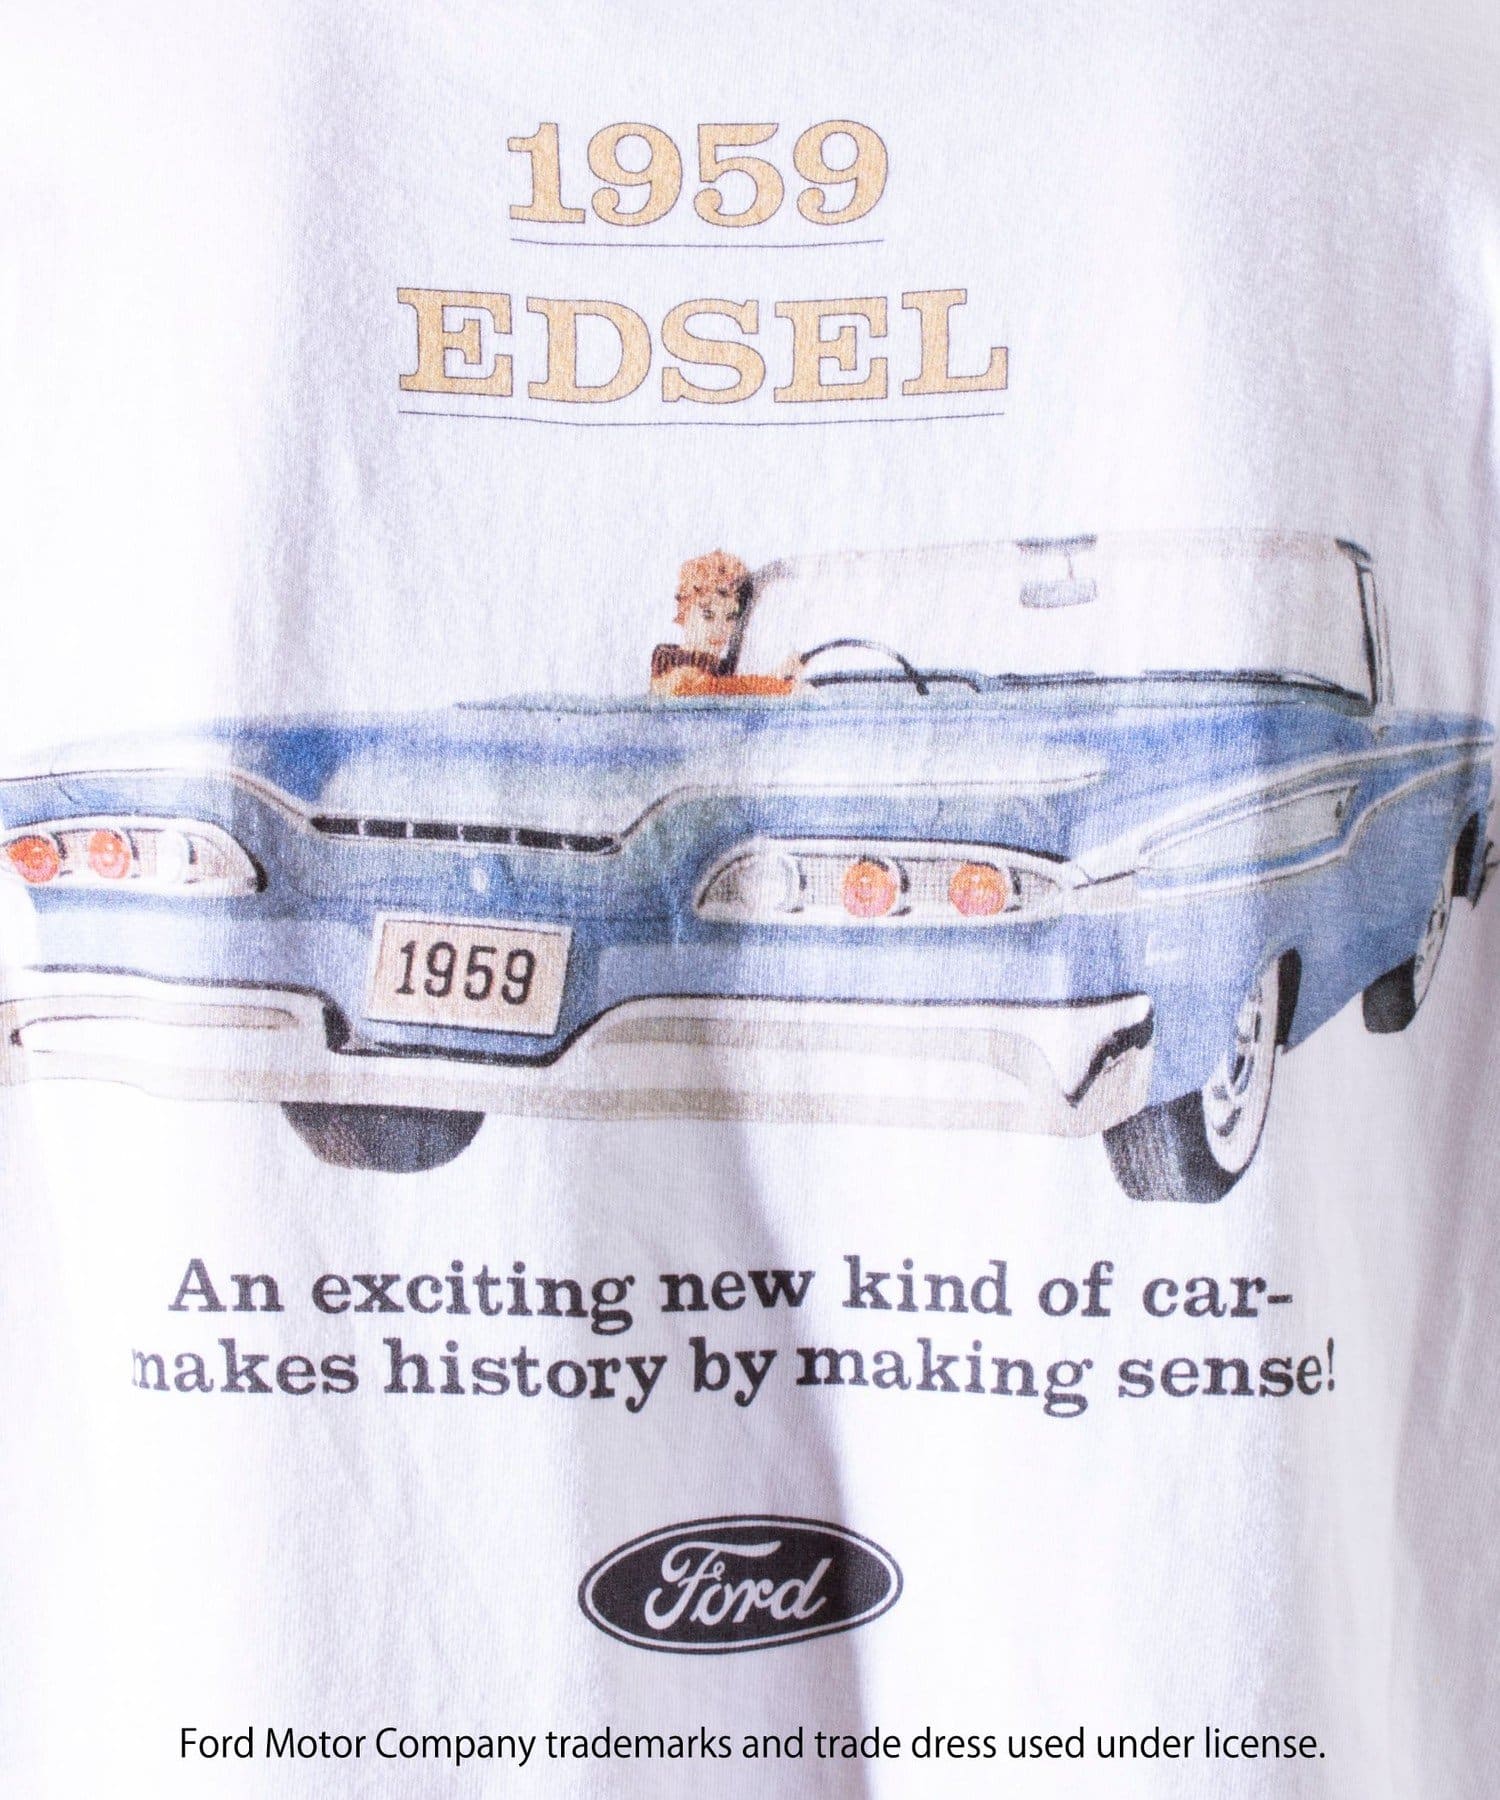 1959
EDSEL
1959
An exciting new kind of car-
makes history by making sense!
Ford
Ford Motor Company trademarks and trade dress used under license.